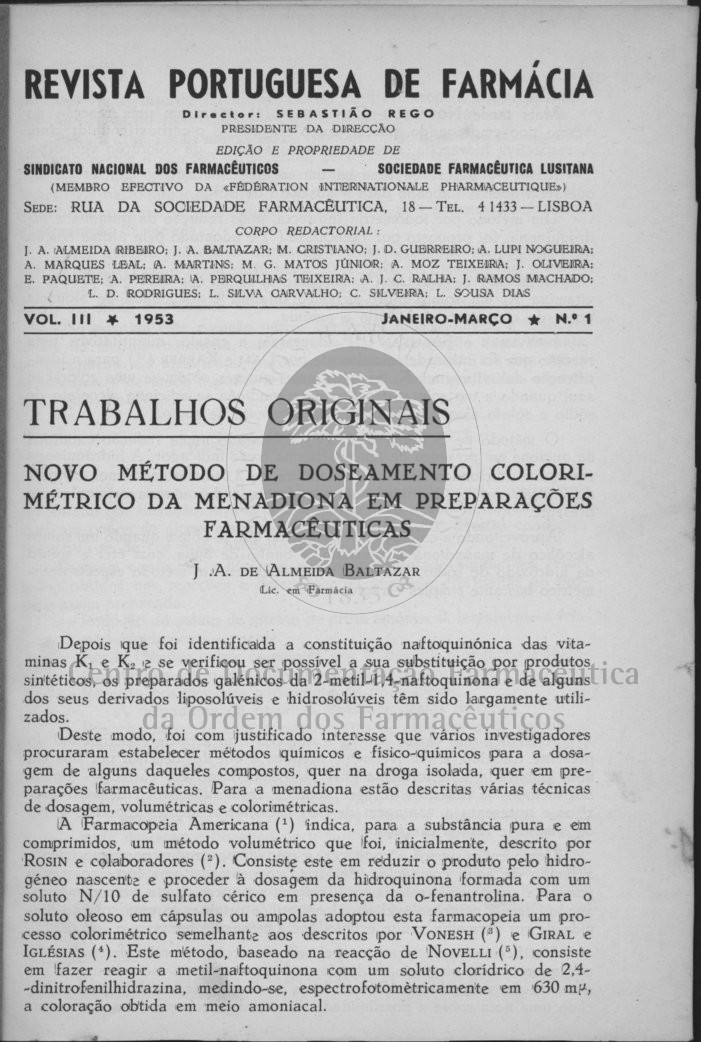 REVISTA PORTUGUESA DE FARMÁCIA
Director: SEBASTIÃO REGO
PRESIDENTE DA DIRECÇÃO
EDIÇÃO E PROPRIEDADE DE
SINDICATO NACIONAL DOS FARMACÊUTICOS — SOCIEDADE FARMACÊUTICA LUSITANA
(MEMBRO EFECTIVO DA «FÉDÉRATION INTERNATIONALE PHARMACEUTIQUE»)
SEDE: RUA DA SOCIEDADE FARMACÊUTICA, 18 — TEL. 4 1433 — LISBOA
CORPO REDACTORIAL:
J. A. ALMEIDA RIBEIRO; J. A. BALTAZAR; M. CRISTIANO; J. D. GUERREIRO; A. LUPI NOGUEIRA;
A. MARQUES LEAL; A. MARTINS; M. G. MATOS JÚNIOR; A. MOZ TEIXEIRA; J. OLIVEIRA;
E. PAQUETE; A. PEREIRA; A. PERQUILHAS TEIXEIRA; A. J. C. RALHA; J. RAMOS MACHADO;
L. D. RODRIGUES; L. SILVA CARVALHO; C. SILVEIRA; L. SOUSA DIAS
VOL. III ★ 1953 JANEIRO-MARÇO ★ N.º 1
TRABALHOS ORIGINAIS
NOVO MÉTODO DE DOSEAMENTO COLORI-
MÉTRICO DA MENADIONA EM PREPARAÇÕES
FARMACÊUTICAS
J. A. DE ALMEIDA BALTAZAR
Lic. em Farmácia
1835
Depois que foi identificada a constituição naftoquinónica das vita-
minas K₁ e K₂ e se verificou ser possível a sua substituição por produtos
Centro de Documentação Farmacêutica
sintéticos, os preparados galénicos da 2-metil-1,4-naftoquinona e de alguns
dos seus derivados liposolúveis e hidrosolúveis têm sido largamente utili-
zados.
da Ordem dos Farmacêuticos
Deste modo, foi com justificado interesse que vários investigadores
procuraram estabelecer métodos químicos e físico-químicos para a dosa-
gem de alguns daqueles compostos, quer na droga isolada, quer em pre-
parações farmacêuticas. Para a menadiona estão descritas várias técnicas
de dosagem, volumétricas e colorimétricas.
A Farmacopeia Americana (¹) indica, para a substância pura e em
comprimidos, um método volumétrico que foi, inicialmente, descrito por
ROSIN e colaboradores (²). Consiste este em reduzir o produto pelo hidro-
géneo nascente e proceder à dosagem da hidroquinona formada com um
soluto N/10 de sulfato cérico em presença da o-fenantrolina. Para o
soluto oleoso em cápsulas ou ampolas adoptou esta farmacopeia um pro-
cesso colorimétrico semelhante aos descritos por VONESH (³) e GIRAL e
IGLÉSIAS (⁴). Este método, baseado na reacção de NOVELLI (⁵), consiste
em fazer reagir a metil-naftoquinona com um soluto clorídrico de 2,4-
-dinitrofenilhidrazina, medindo-se, espectrofotomètricamente em 630 mμ,
a coloração obtida em meio amoniacal.